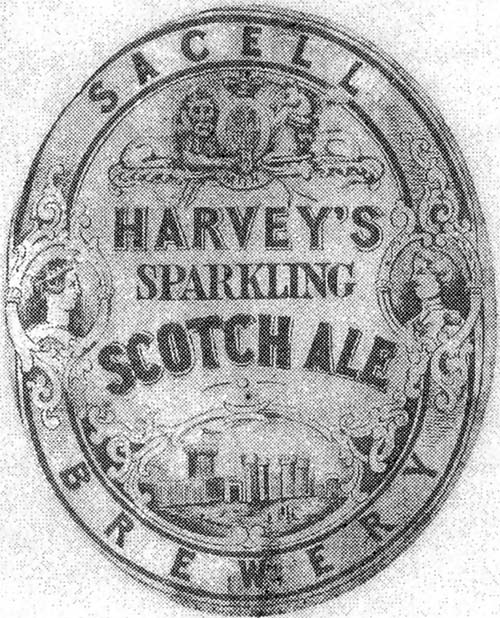 SACELL
HARVEY'S
SPARKLING
SCOTCH ALE
BREWERY